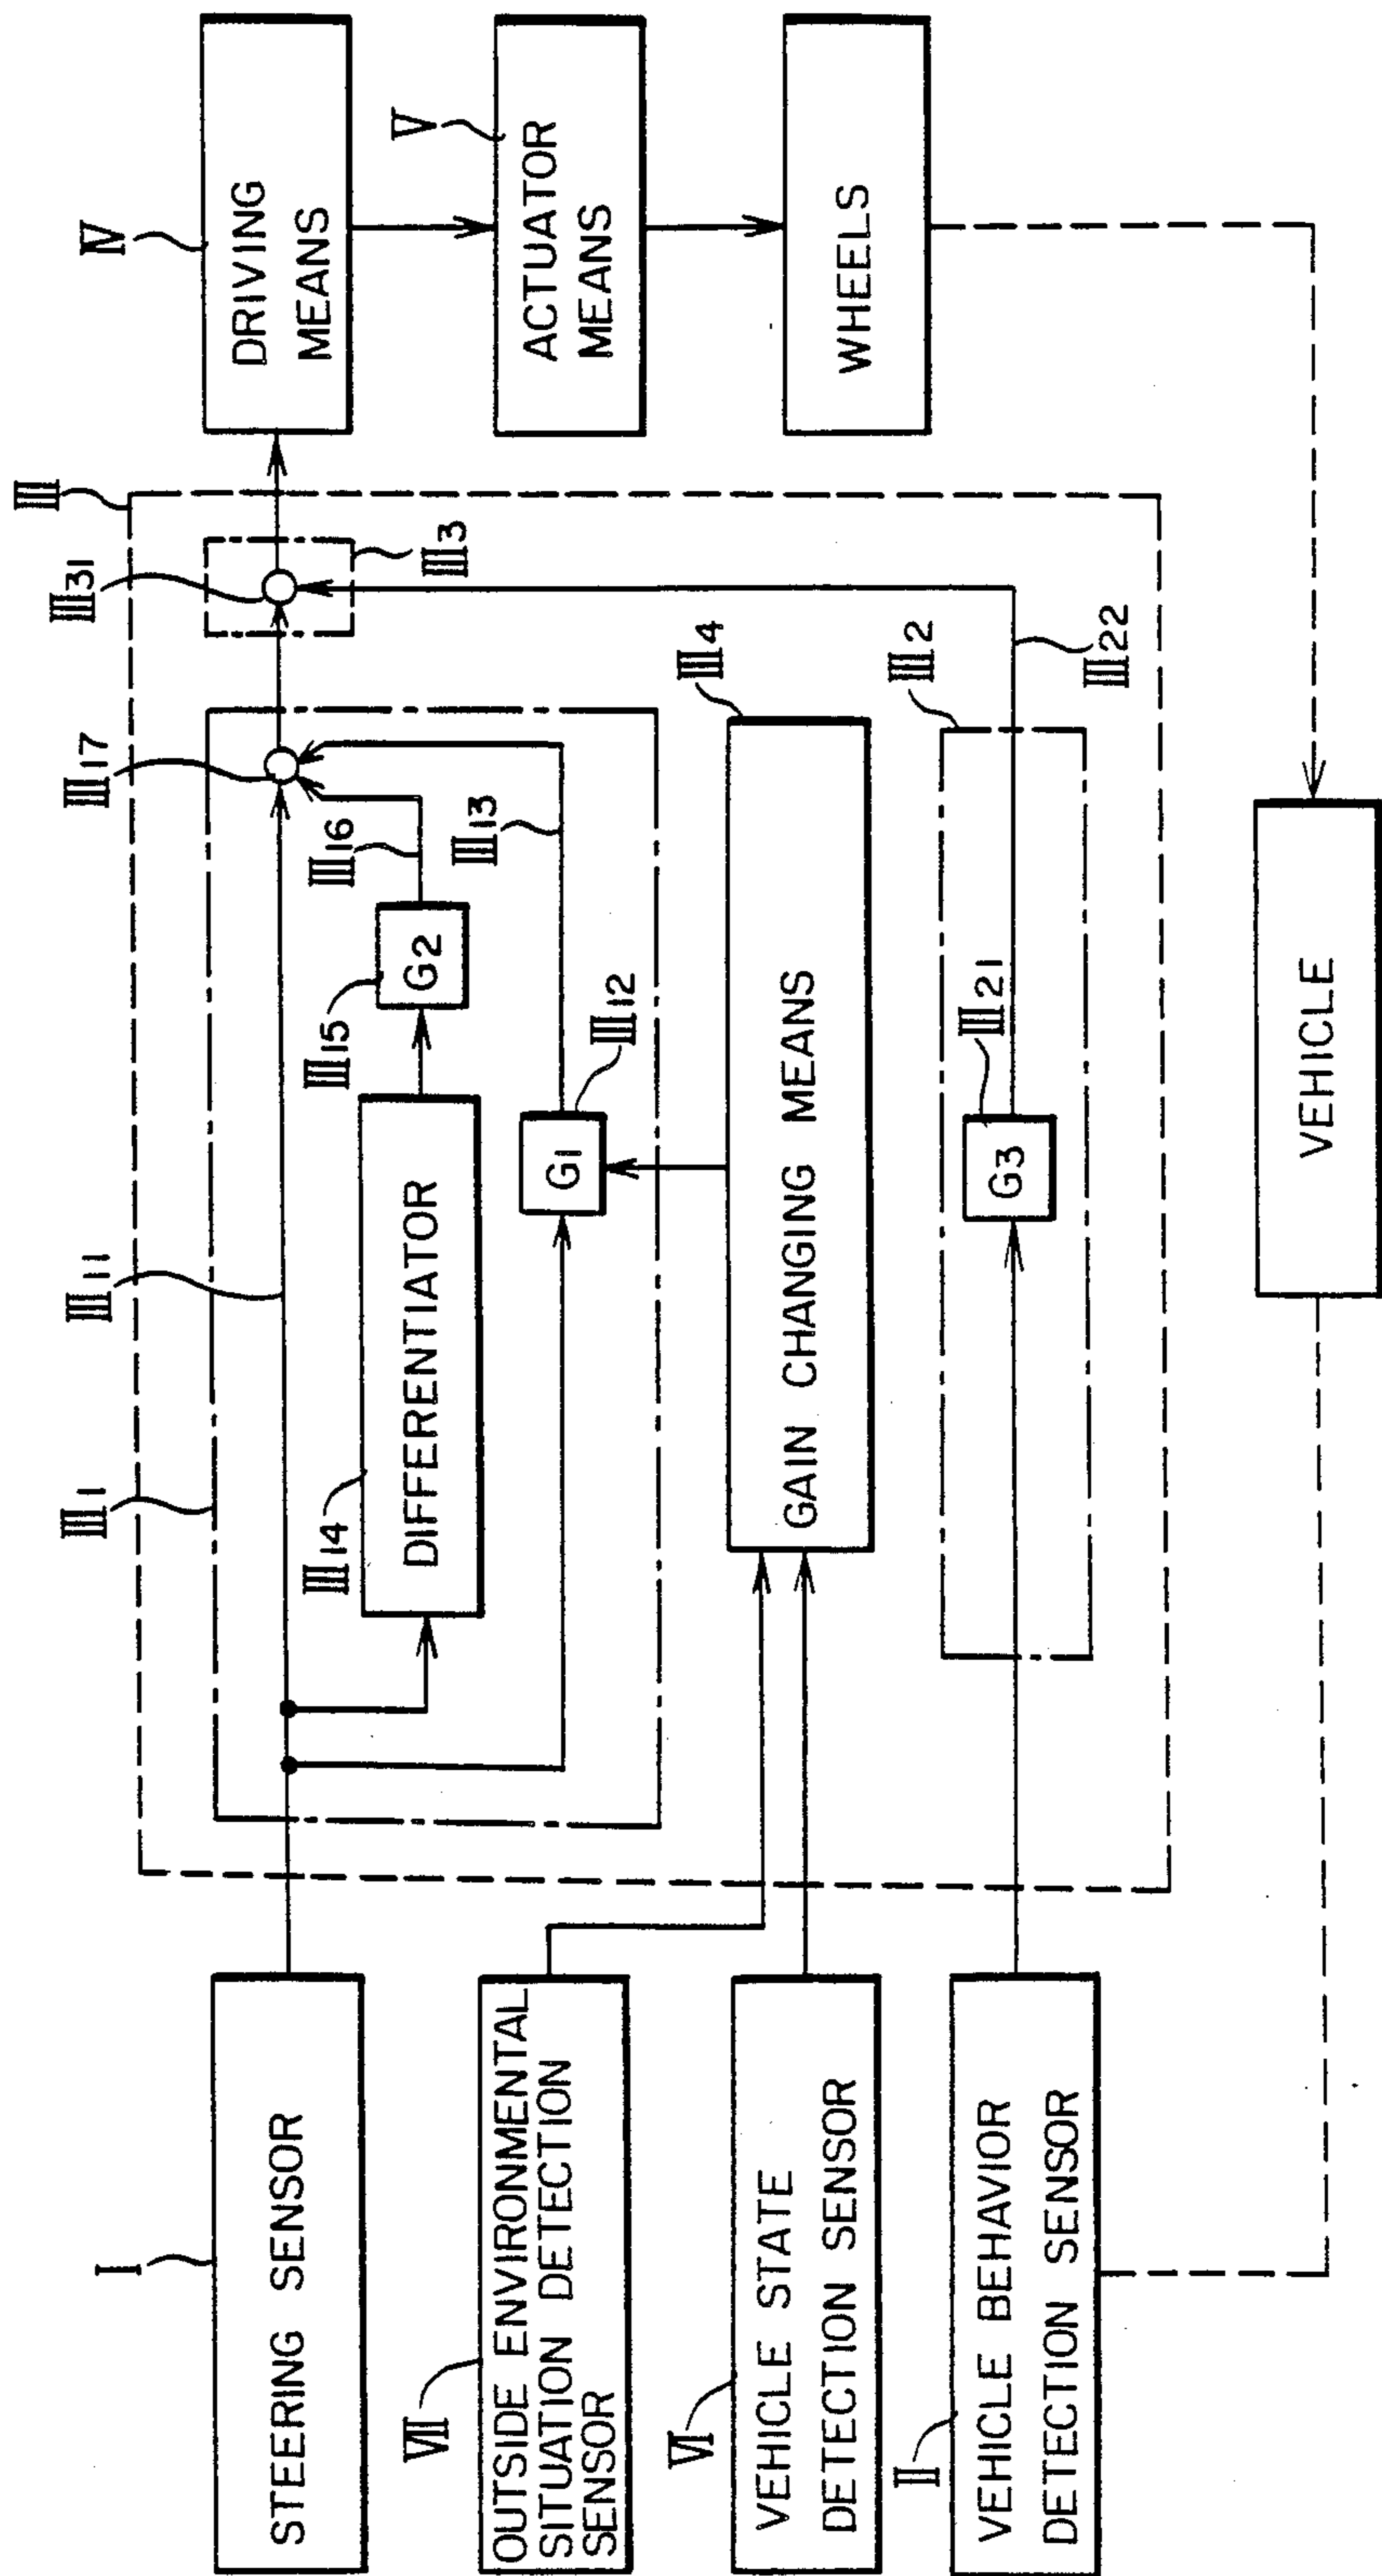 I
STEERING SENSOR
VII
OUTSIDE ENVIRONMENTAL
SITUATION DETECTION
SENSOR
VI
VEHICLE STATE
DETECTION SENSOR
II
VEHICLE BEHAVIOR
DETECTION SENSOR
III
III1
III11
III14
DIFFERENTIATOR
III15
G2
III16
III17
G1
III12
III13
III4
GAIN CHANGING MEANS
III2
G3
III21
III22
III31
III3
IV
DRIVING
MEANS
V
ACTUATOR
MEANS
WHEELS
VEHICLE